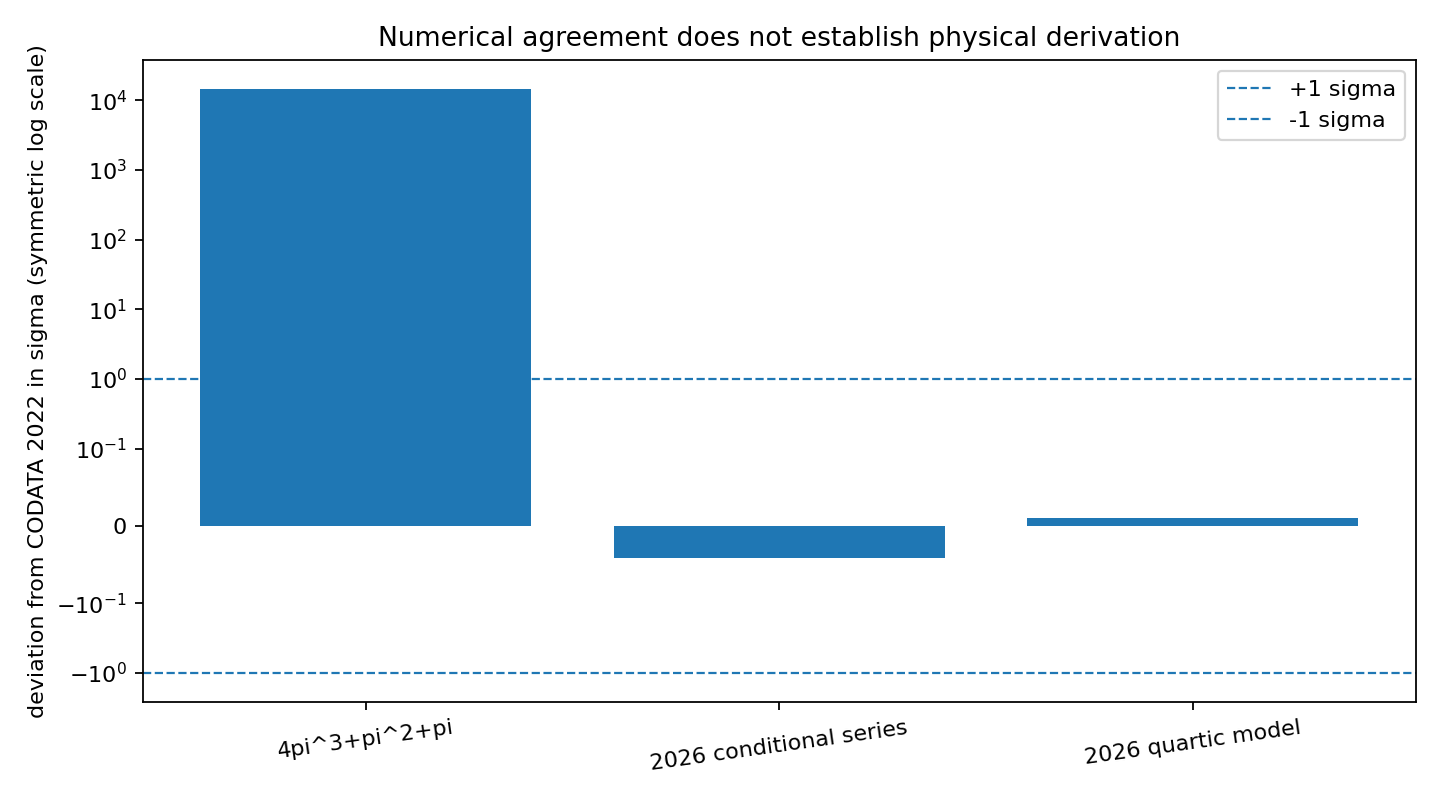 Numerical agreement does not establish physical derivation
deviation from CODATA 2022 in sigma (symmetric log scale)
10^4
10^3
10^2
10^1
10^0
10^−1
0
−10^−1
−10^0
+1 sigma
-1 sigma
4pi^3+pi^2+pi
2026 conditional series
2026 quartic model